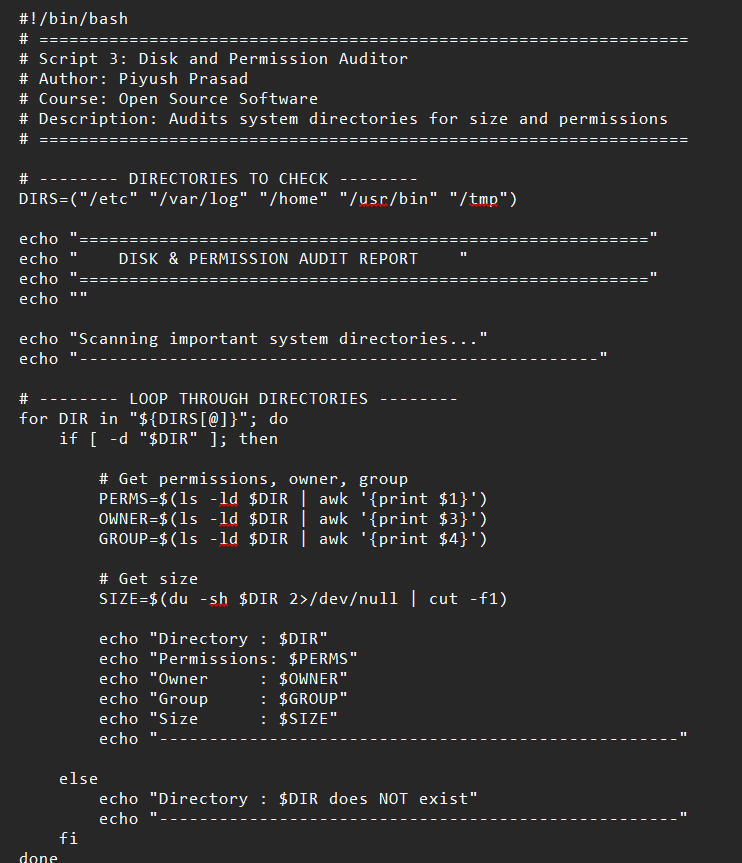 #!/bin/bash
# =================================================================
# Script 3: Disk and Permission Auditor
# Author: Piyush Prasad
# Course: Open Source Software
# Description: Audits system directories for size and permissions
# =================================================================

# -------- DIRECTORIES TO CHECK --------
DIRS=("/etc" "/var/log" "/home" "/usr/bin" "/tmp")

echo "========================================================="
echo "    DISK & PERMISSION AUDIT REPORT    "
echo "========================================================="
echo ""

echo "Scanning important system directories..."
echo "----------------------------------------------------"

# -------- LOOP THROUGH DIRECTORIES --------
for DIR in "${DIRS[@]}"; do
    if [ -d "$DIR" ]; then

        # Get permissions, owner, group
        PERMS=$(ls -ld $DIR | awk '{print $1}')
        OWNER=$(ls -ld $DIR | awk '{print $3}')
        GROUP=$(ls -ld $DIR | awk '{print $4}')

        # Get size
        SIZE=$(du -sh $DIR 2>/dev/null | cut -f1)

        echo "Directory : $DIR"
        echo "Permissions: $PERMS"
        echo "Owner     : $OWNER"
        echo "Group     : $GROUP"
        echo "Size      : $SIZE"
        echo "----------------------------------------------------"

    else
        echo "Directory : $DIR does NOT exist"
        echo "----------------------------------------------------"
    fi
done